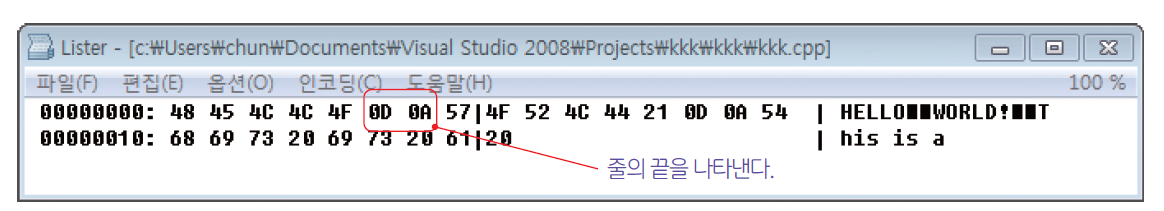 Lister - [c:₩Users₩chun₩Documents₩Visual Studio 2008₩Projects₩kkk₩kkk₩kkk.cpp]
파일(F) 편집(E) 옵션(O) 인코딩(C) 도움말(H) 100 %
00000000: 48 45 4C 4C 4F 0D 0A 57|4F 52 4C 44 21 0D 0A 54 | HELLO■■WORLD!■■T
00000010: 68 69 73 20 69 73 20 61|20 | his is a
줄의 끝을 나타낸다.